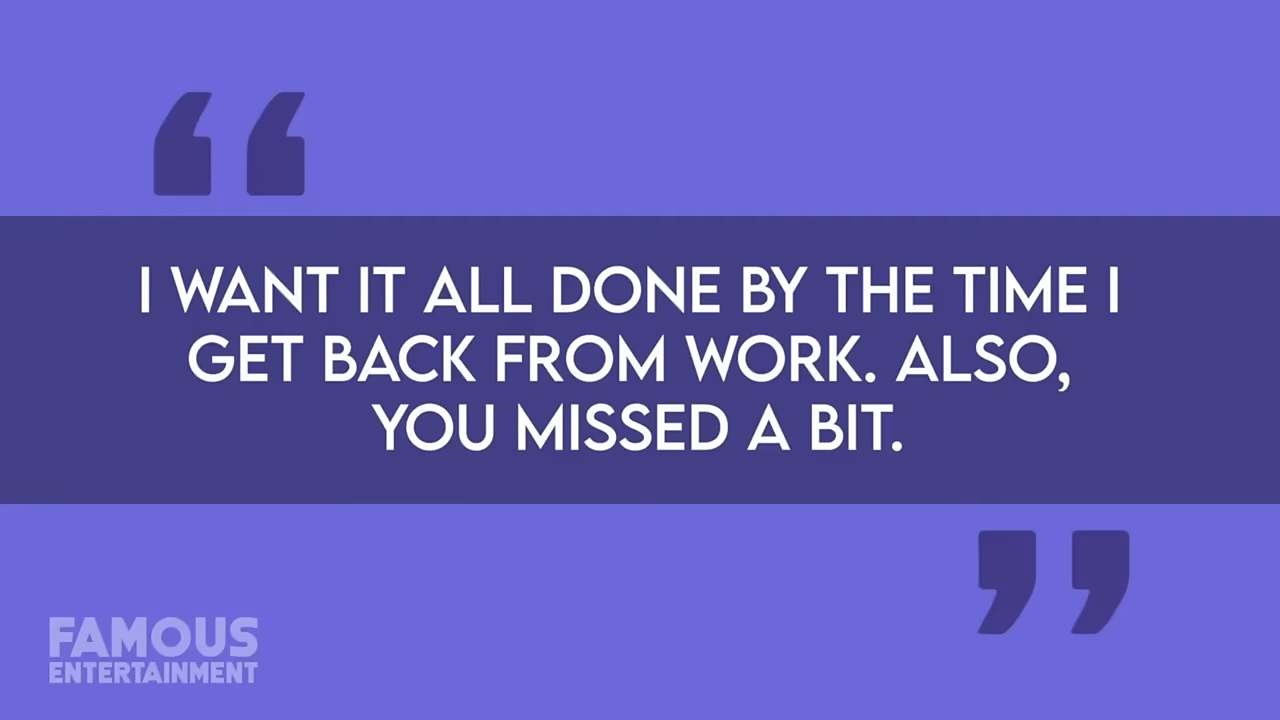 “
I WANT IT ALL DONE BY THE TIME I
GET BACK FROM WORK. ALSO,
YOU MISSED A BIT.
”
FAMOUS
ENTERTAINMENT